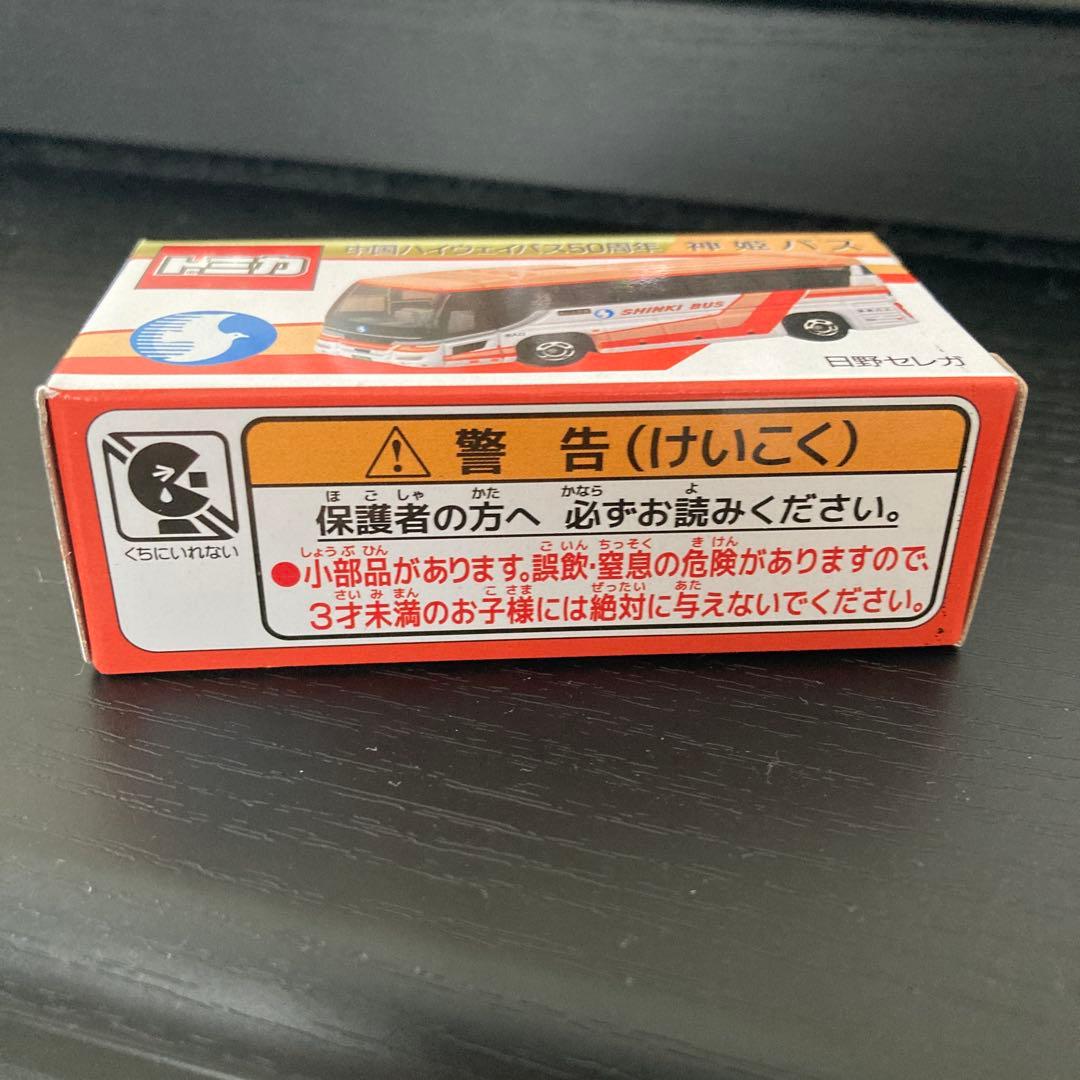 中国ハイウェイバス50周年 神姫バス
トミカ
SHINKI BUS
日野セレガ
くちにいれない
警告(けいこく)
ほごしゃ かた かなら よ
保護者の方へ 必ずお読みください。
しょうぶひん ごいん ちっそく きけん
●小部品があります。誤飲・窒息の危険がありますので、
さいみまん こさま ぜったい あた
3才未満のお子様には絶対に与えないでください。